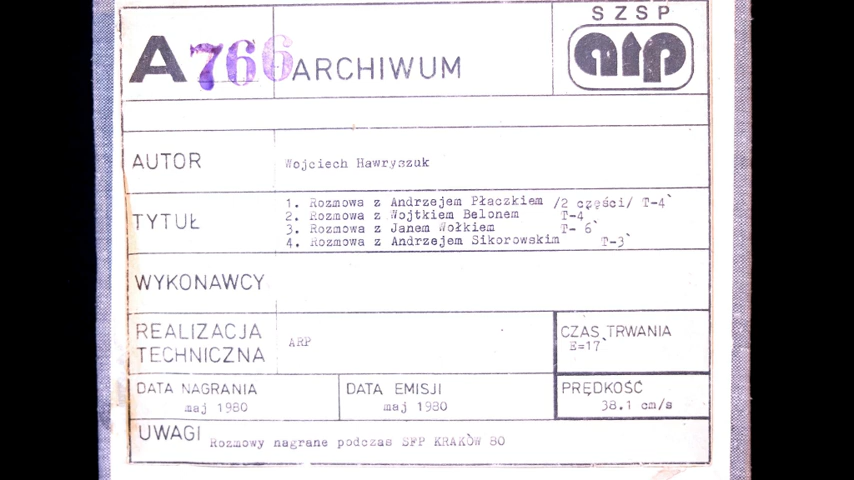 SZSP
arp
A 766 ARCHIWUM
AUTOR Wojciech Hawryszuk
TYTUŁ
1. Rozmowa z Andrzejem Płaczkiem /2 części/ T-4`
2. Rozmowa z Wojtkiem Belonem T-4
3. Rozmowa z Janem Wołkiem T- 6`
4. Rozmowa z Andrzejem Sikorowskim T-3`
WYKONAWCY
REALIZACJA
TECHNICZNA
ARP
CZAS TRWANIA
E=17`
DATA NAGRANIA
maj 1980
DATA EMISJI
maj 1980
PRĘDKOŚĆ
38.1 cm/s
UWAGI Rozmowy nagrane podczas SFP KRAKÓW 80